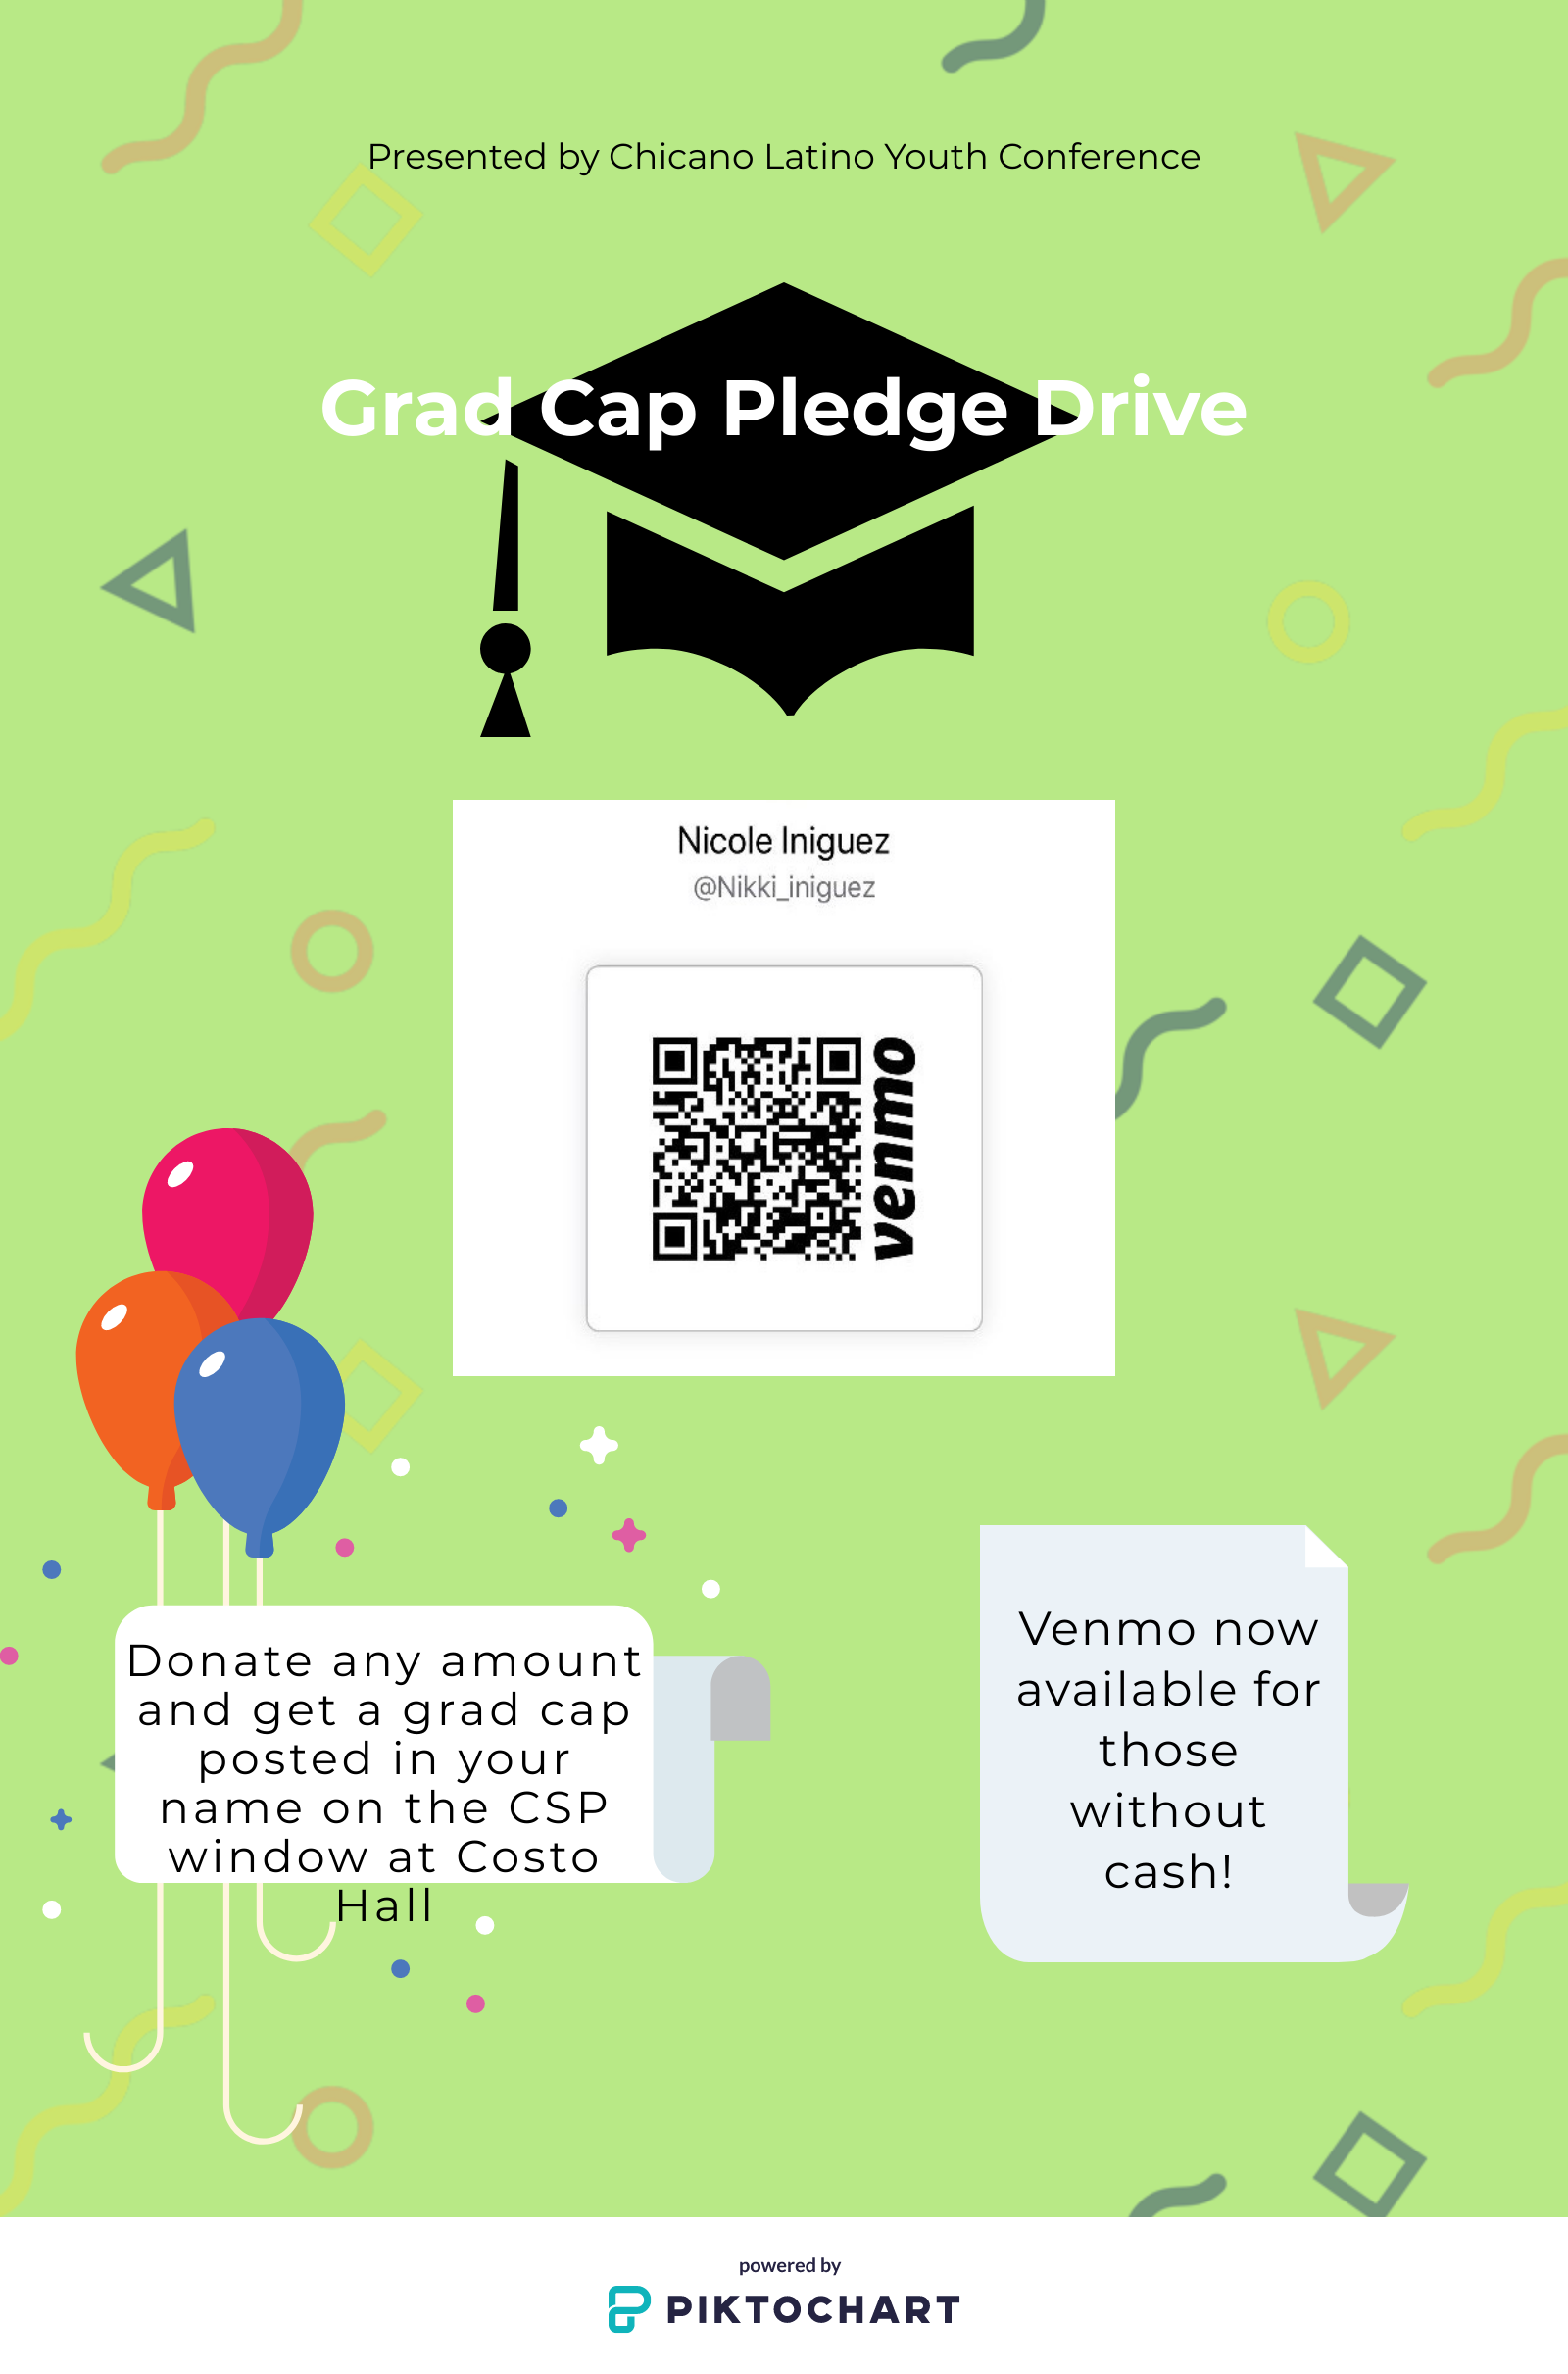 Presented by Chicano Latino Youth Conference
Grad Cap Pledge Drive
Nicole Iniguez
@Nikki_iniguez
venmo
Donate any amount
and get a grad cap
posted in your
name on the CSP
window at Costo
Hall
Venmo now
available for
those
without
cash!
powered by
PIKTOCHART